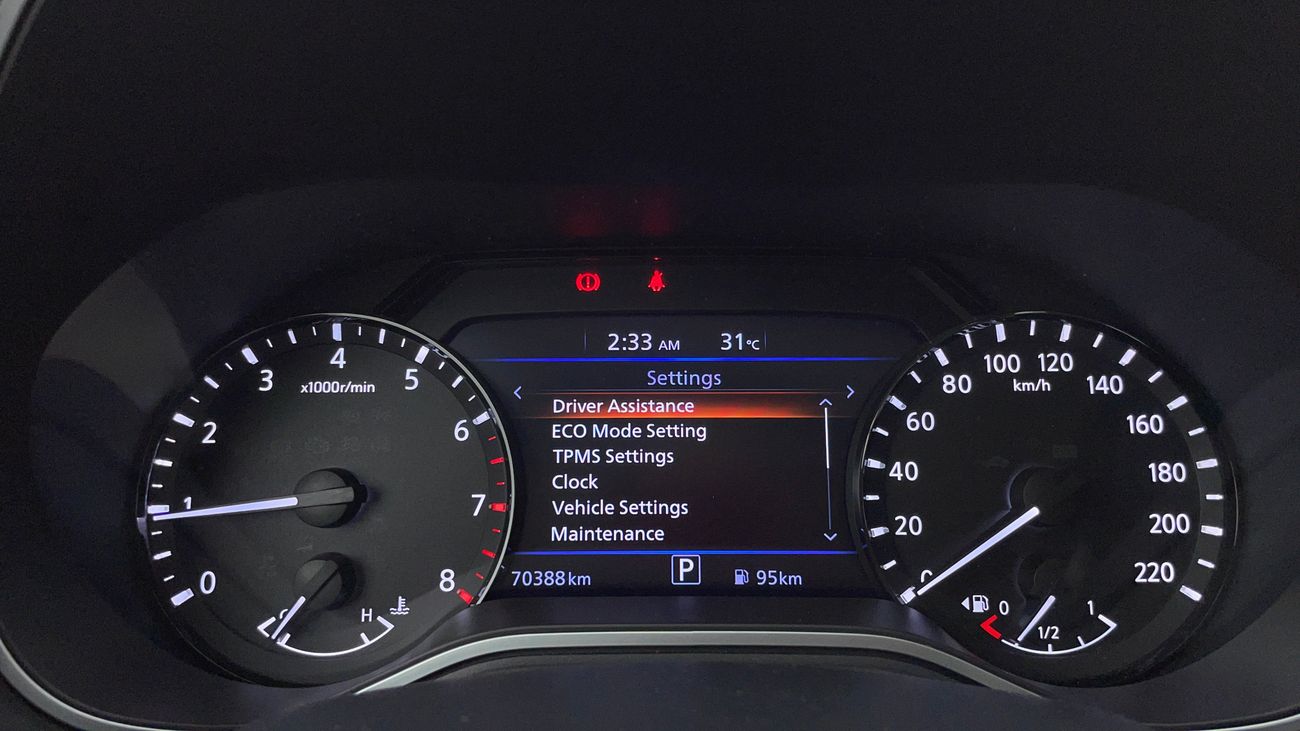 2:33 AM 31°C
Settings
Driver Assistance
ECO Mode Setting
TPMS Settings
Clock
Vehicle Settings
Maintenance
70388km P 95km
0
1
2
3
4
5
6
7
8
x1000r/min
H
0
20
40
60
80
100
120
140
160
180
200
220
km/h
0
1/2
1